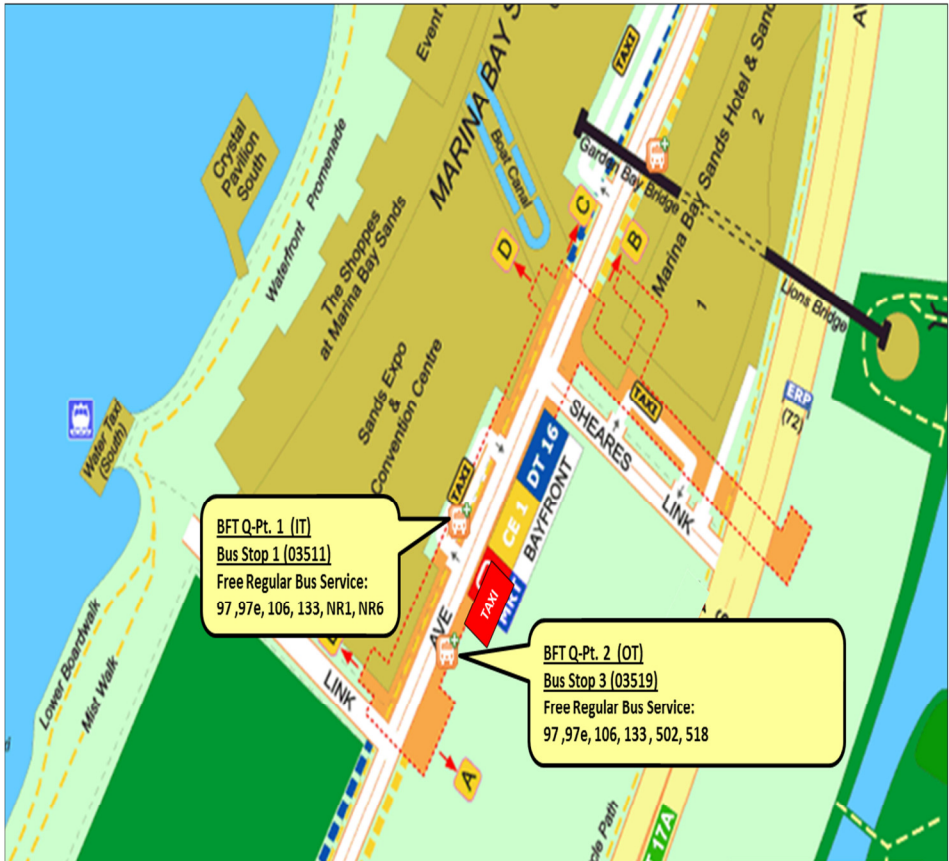 Event
MARINA BAY S
TAXI
AV
Crystal
Pavilion
South
Waterfront Promenade
Boat Canal
Garden Bay Bridge
Marina Bay Sands Hotel & Sand
2
1
The Shoppes
at Marina Bay Sands
D
C
B
Lions Bridge
Sands Expo
&
Convention Centre
Water Taxi
(South)
TAXI
SHEARES
LINK
ERP
(72)
TAXI
DT 16
CE 1
BAYFRONT
MRT
TAXI
AVE
BFT Q-Pt. 1 (IT)
Bus Stop 1 (03511)
Free Regular Bus Service:
97 ,97e, 106, 133, NR1, NR6
BFT Q-Pt. 2 (OT)
Bus Stop 3 (03519)
Free Regular Bus Service:
97 ,97e, 106, 133 , 502, 518
Lower Boardwalk
Mist Walk
LINK
A
cle Path
17A